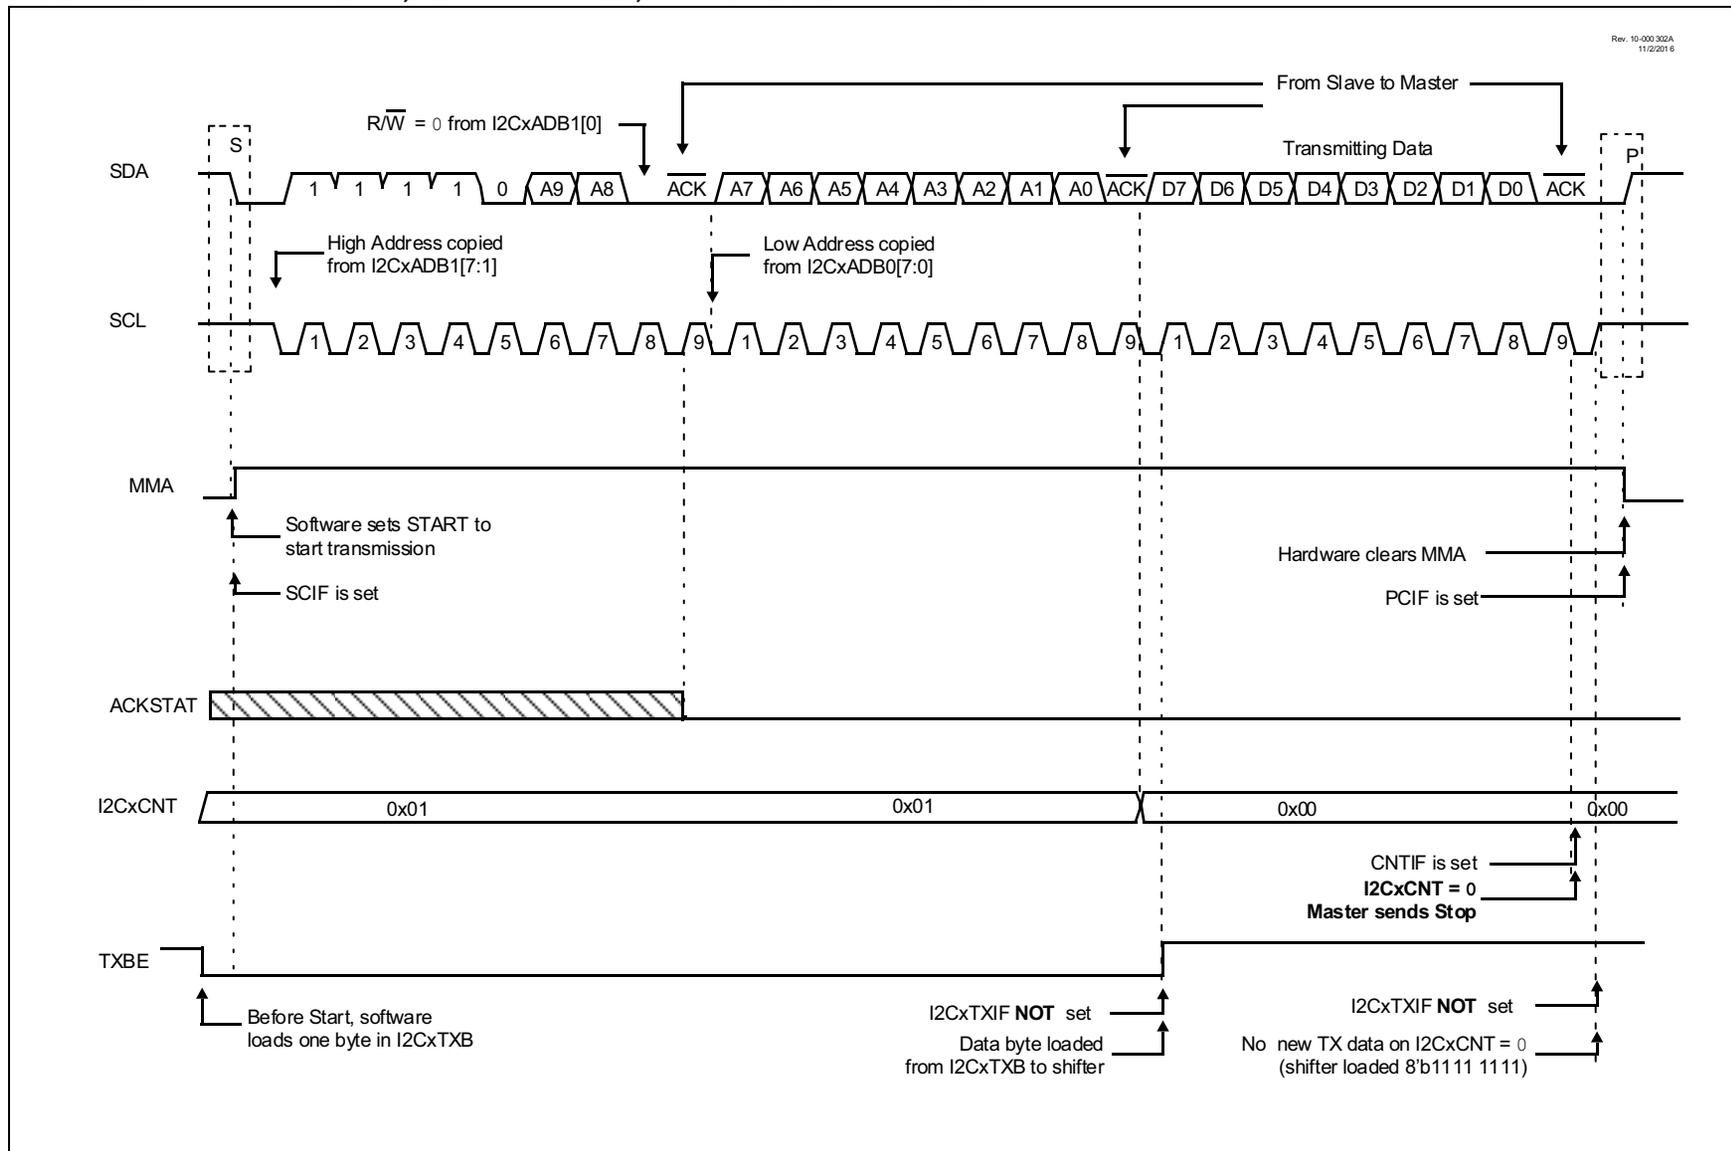 Rev. 10-000 302A
11/2/201 6
From Slave to Master
R/W = 0 from I2CxADB1[0]
S
Transmitting Data
P
SDA
1 1 1 1 0 A9 A8 ACK A7 A6 A5 A4 A3 A2 A1 A0 ACK D7 D6 D5 D4 D3 D2 D1 D0 ACK
High Address copied
from I2CxADB1[7:1]
Low Address copied
from I2CxADB0[7:0]
SCL
1 2 3 4 5 6 7 8 9 1 2 3 4 5 6 7 8 9 1 2 3 4 5 6 7 8 9
MMA
Software sets START to
start transmission
Hardware clears MMA
SCIF is set
PCIF is set
ACKSTAT
I2CxCNT
0x01 0x01 0x00 0x00
CNTIF is set
I2CxCNT = 0
Master sends Stop
TXBE
Before Start, software
loads one byte in I2CxTXB
I2CxTXIF NOT set
Data byte loaded
from I2CxTXB to shifter
I2CxTXIF NOT set
No new TX data on I2CxCNT = 0
(shifter loaded 8'b1111 1111)